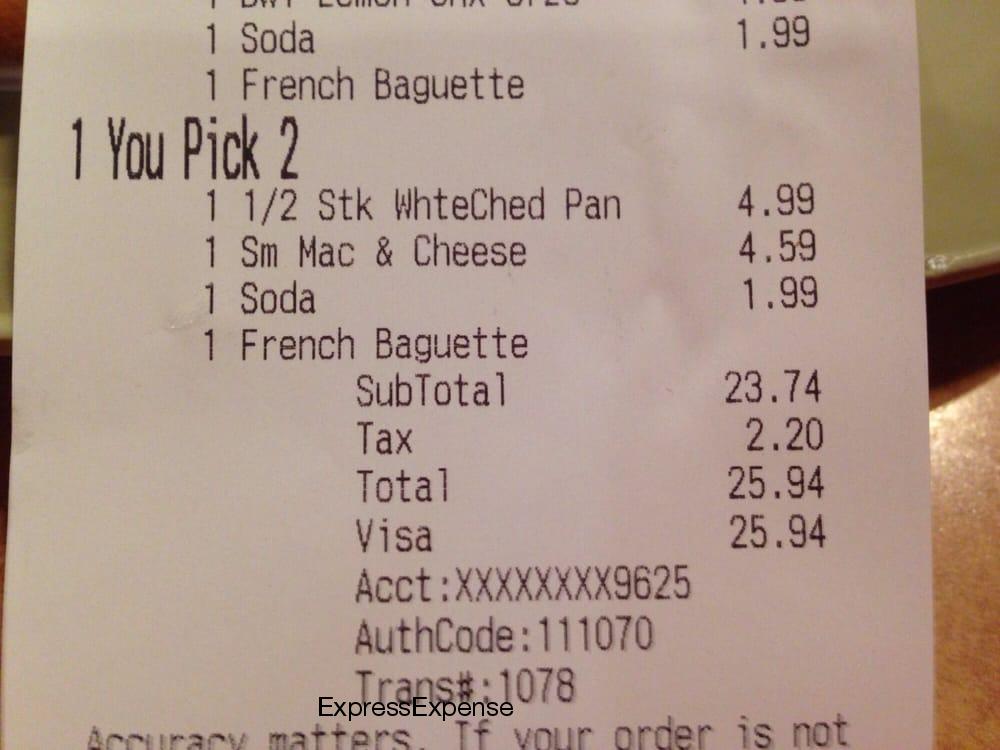 1 Soda 1.99
1 French Baguette
1 You Pick 2
1 1/2 Stk WhteChed Pan 4.99
1 Sm Mac & Cheese 4.59
1 Soda 1.99
1 French Baguette
SubTotal 23.74
Tax 2.20
Total 25.94
Visa 25.94
Acct:XXXXXXXX9625
AuthCode:111070
Trans#:1078
ExpressExpense
Accuracy matters. If your order is not